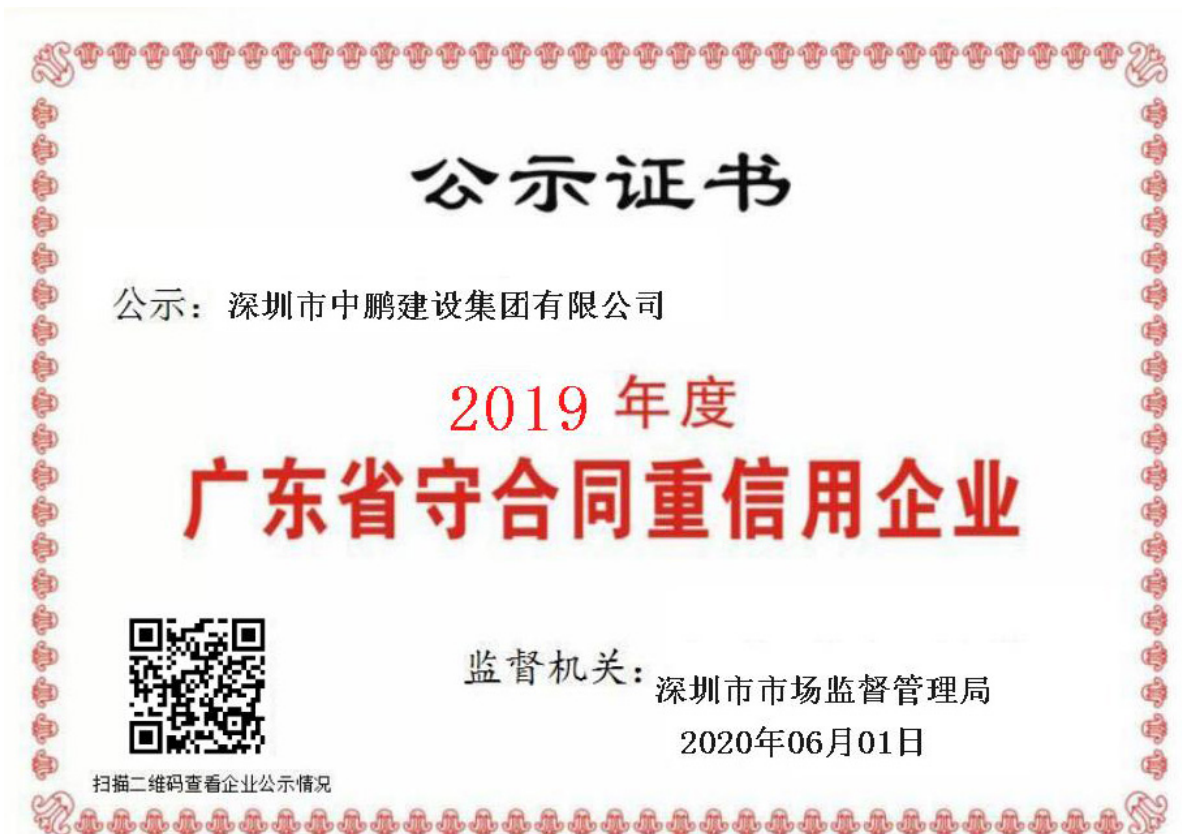 公示证书
公示：深圳市中鹏建设集团有限公司
2019 年度
广东省守合同重信用企业
监督机关：
深圳市市场监督管理局
2020年06月01日
扫描二维码查看企业公示情况